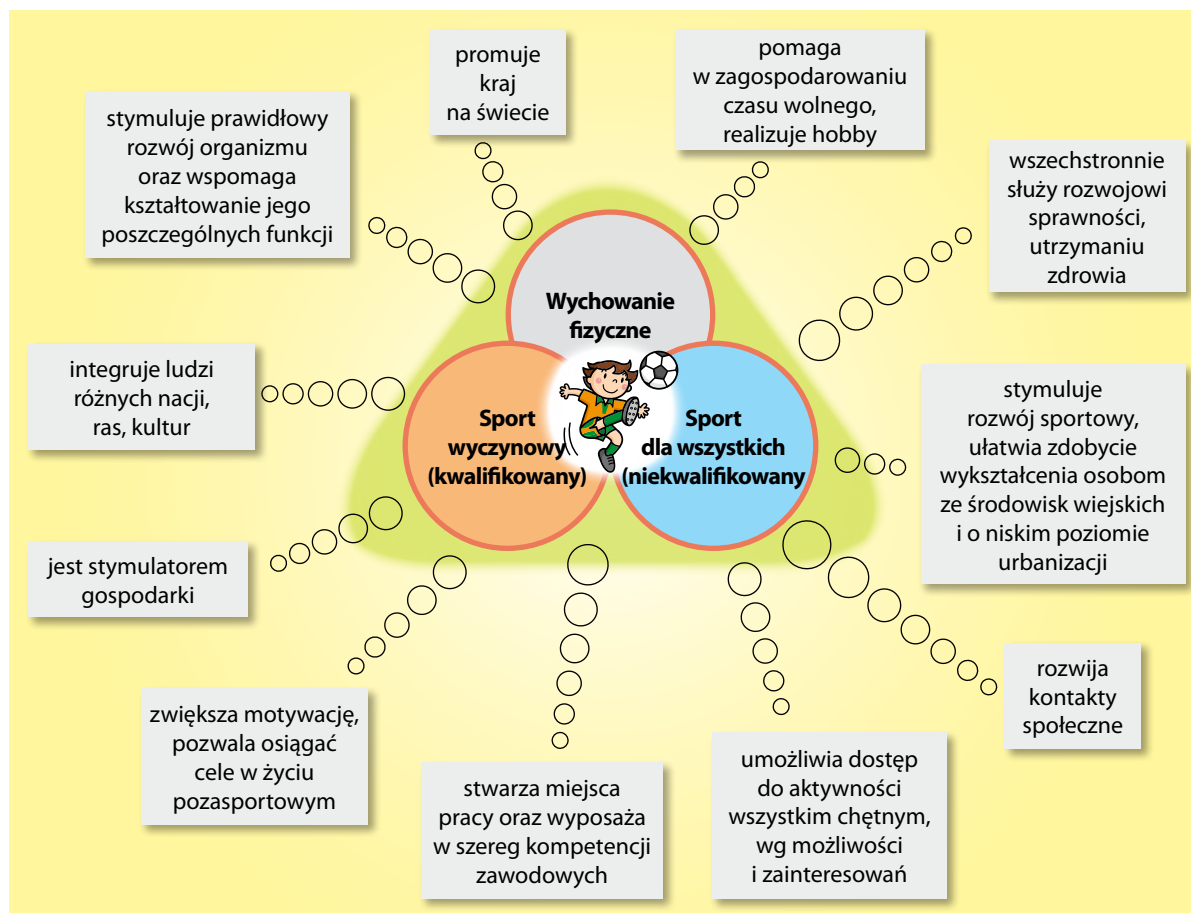 promuje
kraj
na świecie
pomaga
w zagospodarowaniu
czasu wolnego,
realizuje hobby
stymuluje prawidłowy
rozwój organizmu
oraz wspomaga
kształtowanie jego
poszczególnych funkcji
wszechstronnie
służy rozwojowi
sprawności,
utrzymaniu
zdrowia
Wychowanie
fizyczne
integruje ludzi
różnych nacji,
ras, kultur
Sport
wyczynowy
(kwalifikowany)
Sport
dla wszystkich
(niekwalifikowany
stymuluje
rozwój sportowy,
ułatwia zdobycie
wykształcenia osobom
ze środowisk wiejskich
i o niskim poziomie
urbanizacji
jest stymulatorem
gospodarki
rozwija
kontakty
społeczne
zwiększa motywację,
pozwala osiągać
cele w życiu
pozasportowym
stwarza miejsca
pracy oraz wyposaża
w szereg kompetencji
zawodowych
umożliwia dostęp
do aktywności
wszystkim chętnym,
wg możliwości
i zainteresowań